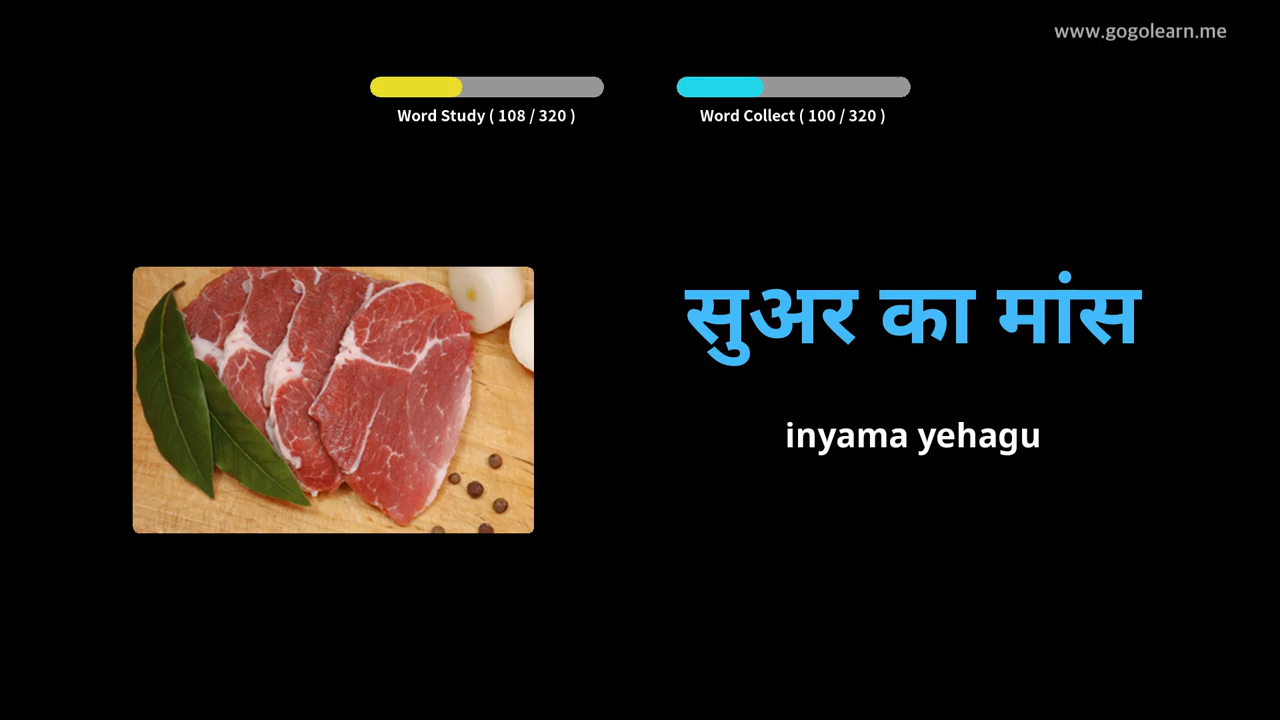 www.gogolearn.me
Word Study ( 108 / 320 )
Word Collect ( 100 / 320 )
सुअर का मांस
inyama yehagu